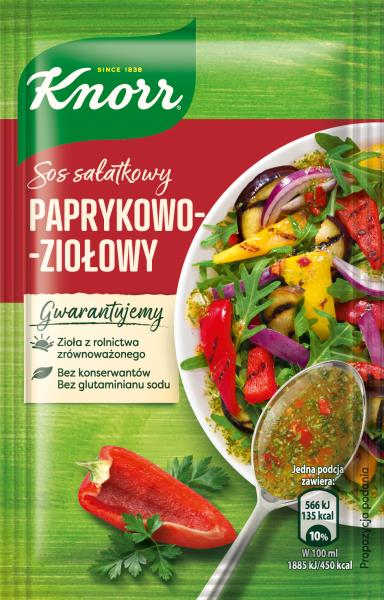 SINCE 1838
Knorr
Sos sałatkowy
PAPRYKOWO-
-ZIOŁOWY
Gwarantujemy
Zioła z rolnictwa
zrównoważonego
Bez konserwantów
Bez glutaminianu sodu
Jedna porcja
zawiera:
566 kJ
135 kcal
10%
W 100 ml
1885 kJ/450 kcal
Propozycja podania